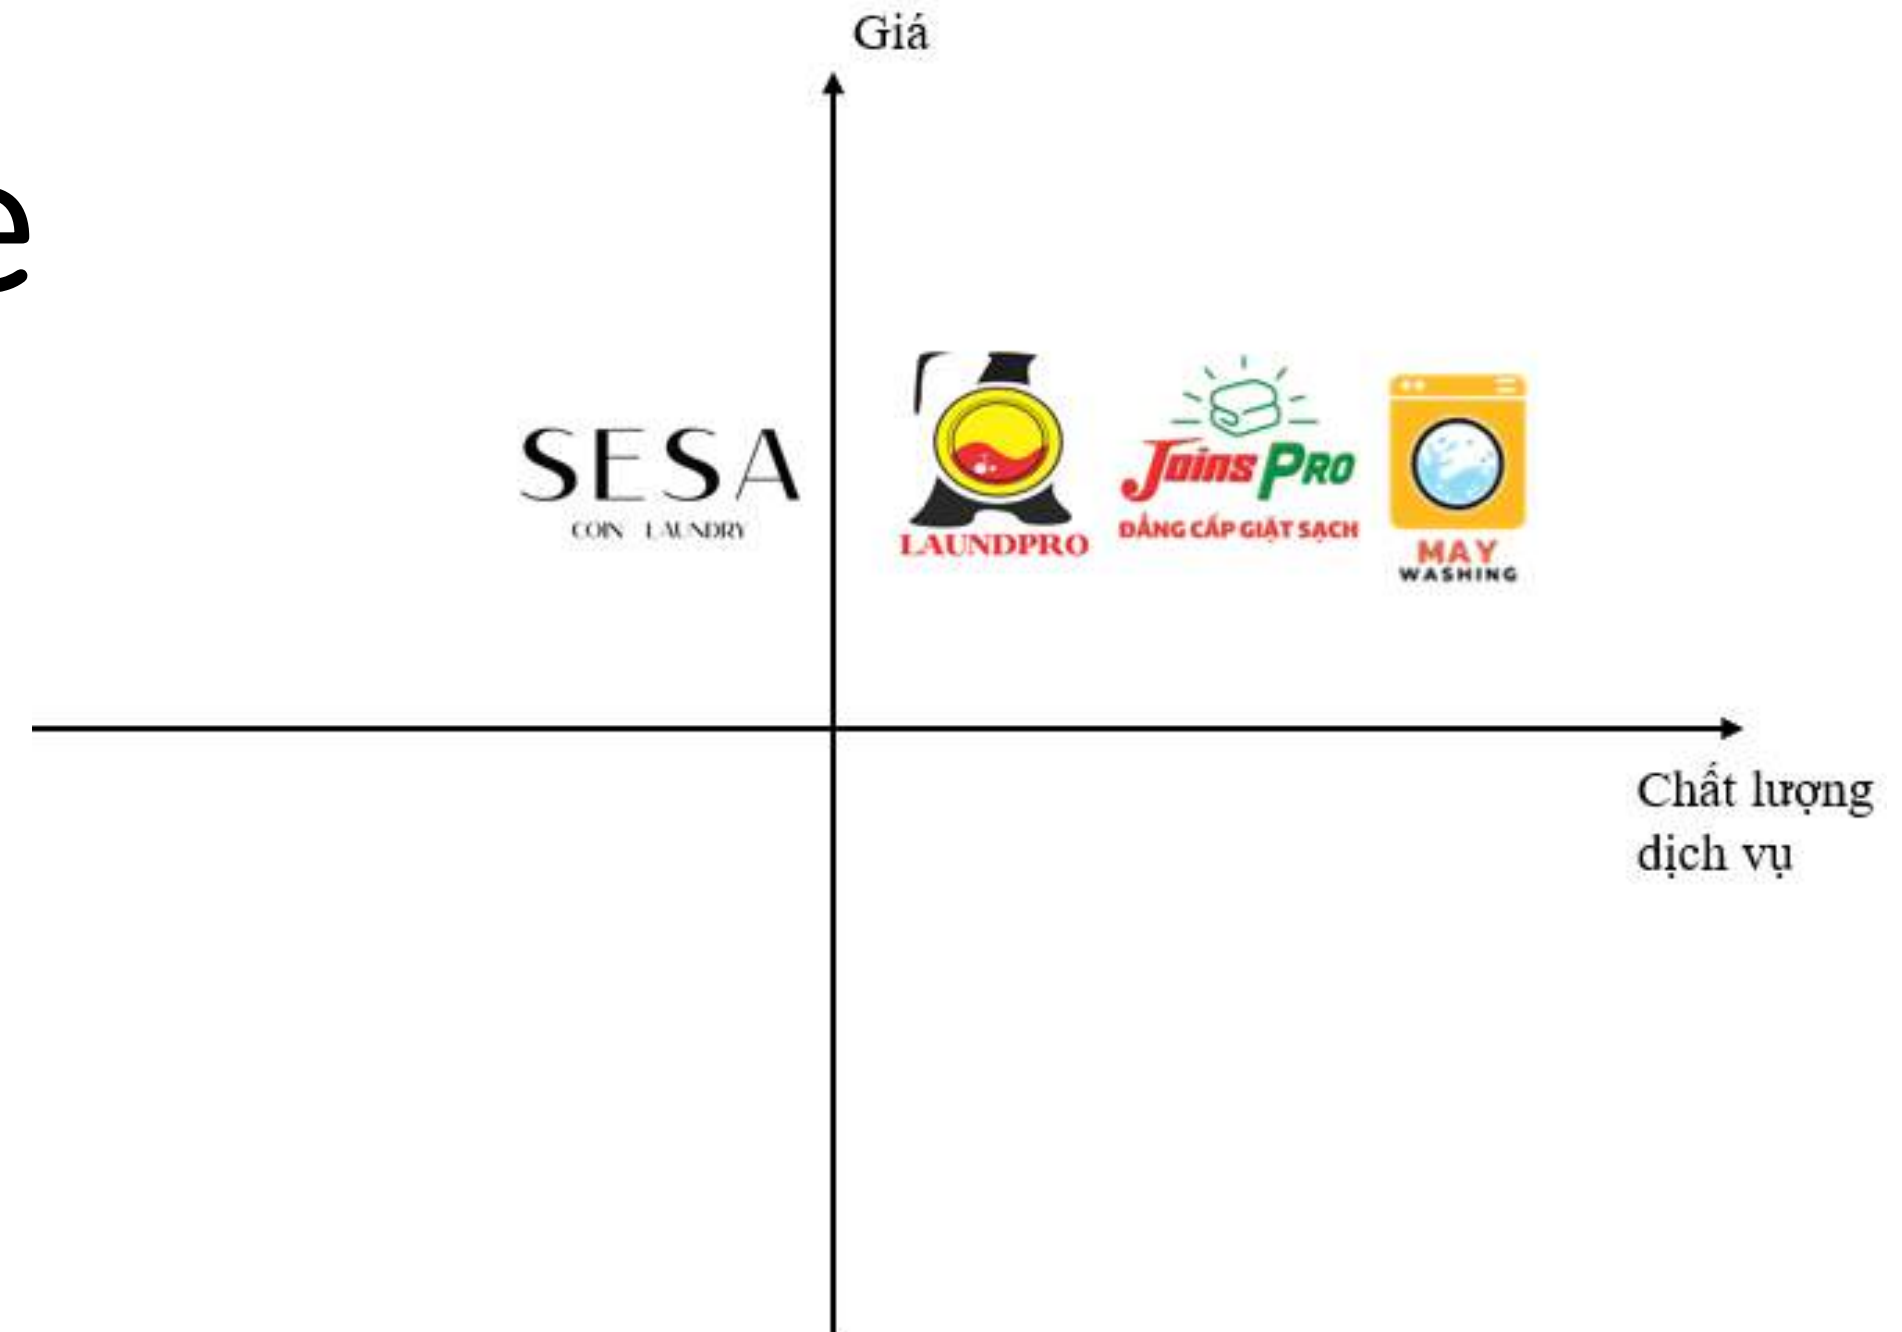 Giá
e
SESA
COIN LAUNDRY
LAUNDPRO
Joins PRO
ĐẲNG CẤP GIẶT SẠCH
MAY
WASHING
Chất lượng
dịch vụ